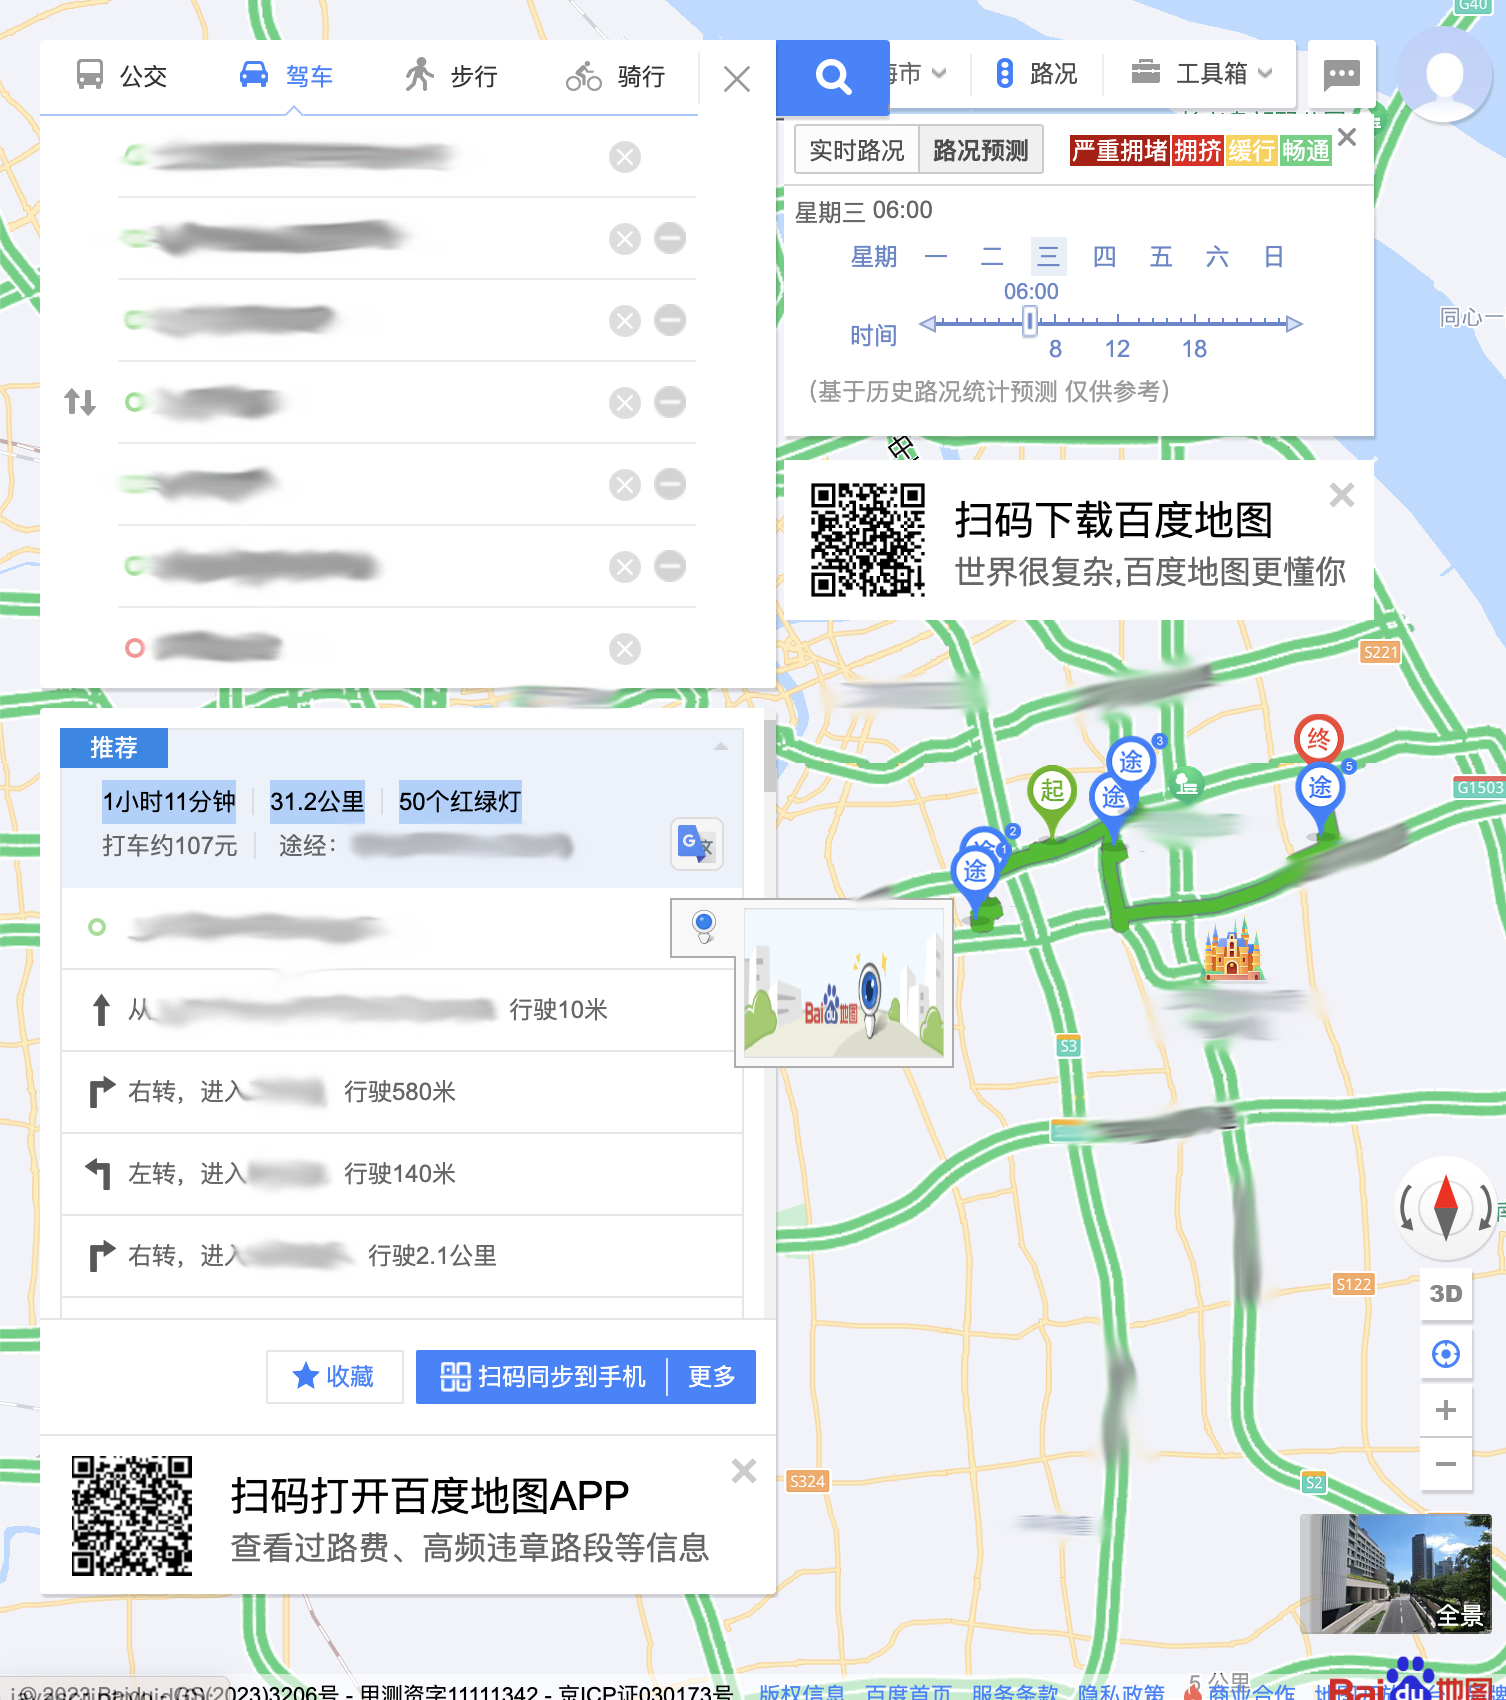 G40
公交 驾车 步行 骑行
海市 路况 工具箱
实时路况 路况预测 严重拥堵 拥挤 缓行 畅通
星期三 06:00
星期 一 二 三 四 五 六 日
06:00
时间
8 12 18
(基于历史路况统计预测 仅供参考)
同心一
扫码下载百度地图
世界很复杂,百度地图更懂你
S221
推荐
1小时11分钟 31.2公里 50个红绿灯
打车约107元 途经:
终
途 3
起
途
途 5
G1503
2
途 1
从 行驶10米
Bai du 地图
右转, 进入 行驶580米
S3
左转, 进入 行驶140米
右转, 进入 行驶2.1公里
S122
3D
收藏 扫码同步到手机 更多
扫码打开百度地图APP
查看过路费、高频违章路段等信息
S324
S2
全景
5 公里
© 2023 Baidu - GS(2023)3206号 - 甲测资字11111342 - 京ICP证030173号 版权信息 百度首页 服务条款 隐私政策 商业合作
Bai du 地图